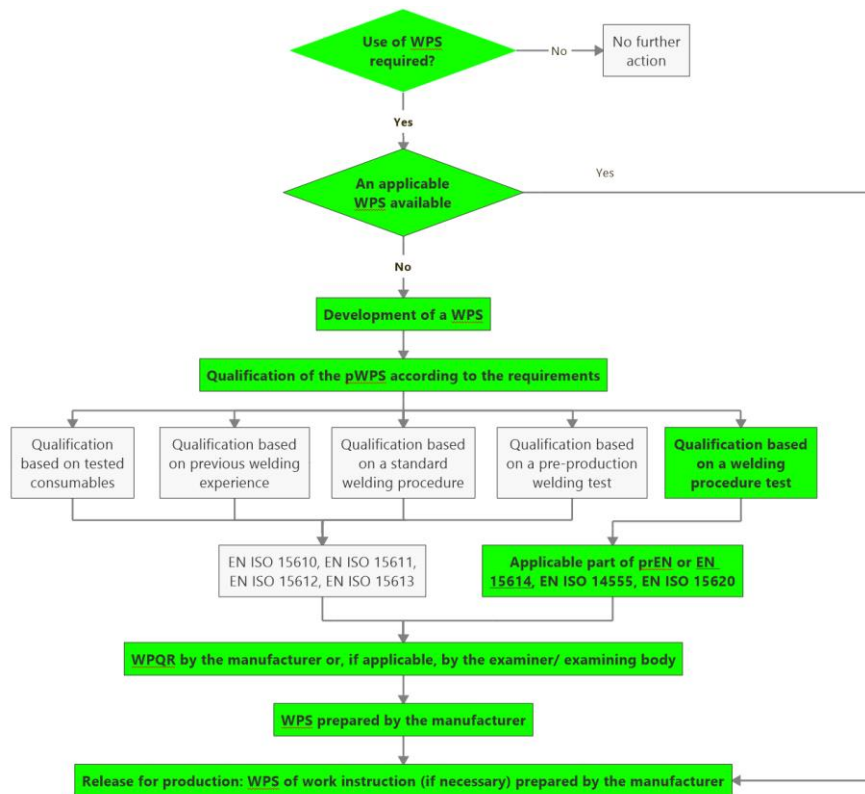 Use of WPS
required?
No
No further
action
Yes
An applicable
WPS available
Yes
No
Development of a WPS
Qualification of the pWPS according to the requirements
Qualification
based on tested
consumables
Qualification based
on previous welding
experience
Qualification based
on a standard
welding procedure
Qualification based
on a pre-production
welding test
Qualification based
on a welding
procedure test
EN ISO 15610, EN ISO 15611,
EN ISO 15612, EN ISO 15613
Applicable part of prEN or EN
15614, EN ISO 14555, EN ISO 15620
WPQR by the manufacturer or, if applicable, by the examiner/ examining body
WPS prepared by the manufacturer
Release for production: WPS of work instruction (if necessary) prepared by the manufacturer